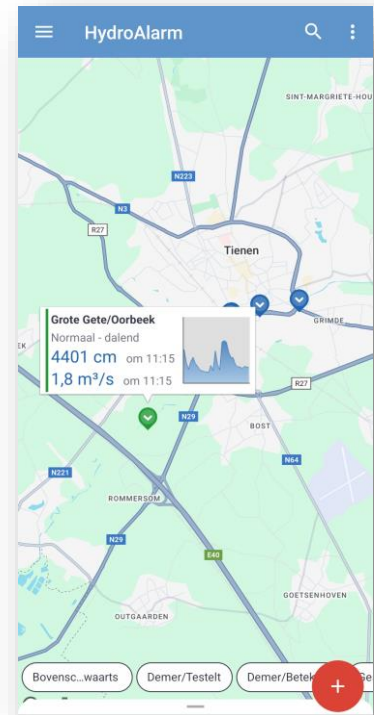 HydroAlarm
SINT-MARGRIETE-HOU
N223
N3
R27
Tienen
GRIMDE
Grote Gete/Oorbeek
Normaal - dalend
4401 cm om 11:15
1,8 m³/s om 11:15
EK
R27
N29
BOST
N221
N64
ROMMERSOM
N29
E40
GOETSENHOVEN
OUTGAARDEN
Bovensc...waarts
Demer/Testelt
Demer/Betek
Ge
+